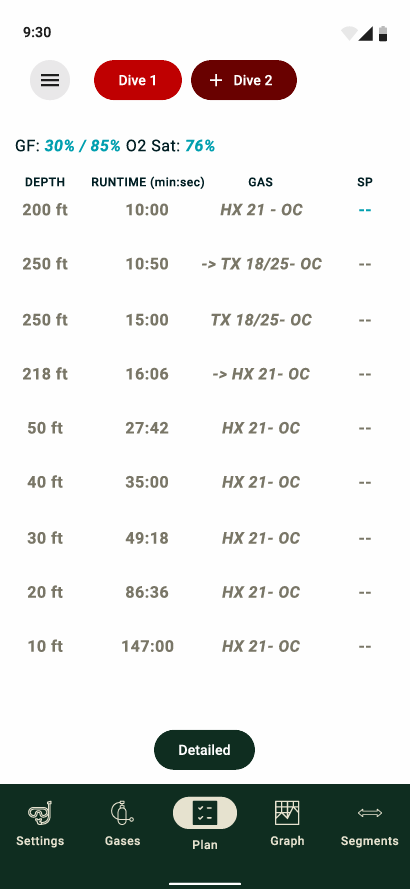 9:30
Dive 1
+ Dive 2
GF: 30% / 85% O2 Sat: 76%
DEPTH RUNTIME (min:sec) GAS SP
200 ft 10:00 HX 21 - OC --
250 ft 10:50 -> TX 18/25- OC --
250 ft 15:00 TX 18/25- OC --
218 ft 16:06 -> HX 21- OC --
50 ft 27:42 HX 21- OC --
40 ft 35:00 HX 21- OC --
30 ft 49:18 HX 21- OC --
20 ft 86:36 HX 21- OC --
10 ft 147:00 HX 21- OC --
Detailed
Settings Gases Plan Graph Segments